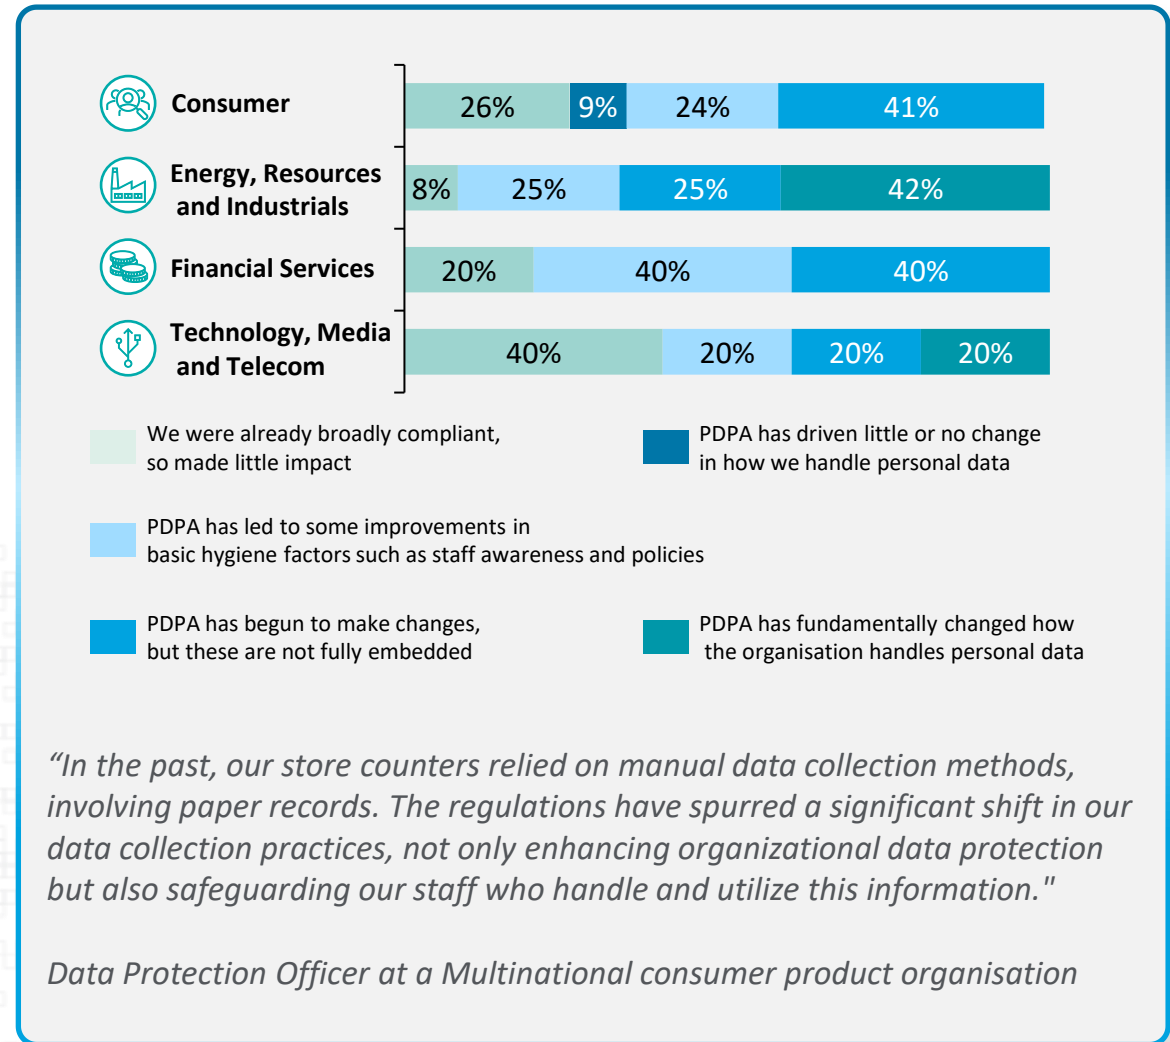 Consumer
26% 9% 24% 41%
Energy, Resources
and Industrials
8% 25% 25% 42%
Financial Services
20% 40% 40%
Technology, Media
and Telecom
40% 20% 20% 20%
We were already broadly compliant,
so made little impact
PDPA has driven little or no change
in how we handle personal data
PDPA has led to some improvements in
basic hygiene factors such as staff awareness and policies
PDPA has begun to make changes,
but these are not fully embedded
PDPA has fundamentally changed how
the organisation handles personal data
“In the past, our store counters relied on manual data collection methods,
involving paper records. The regulations have spurred a significant shift in our
data collection practices, not only enhancing organizational data protection
but also safeguarding our staff who handle and utilize this information."
Data Protection Officer at a Multinational consumer product organisation